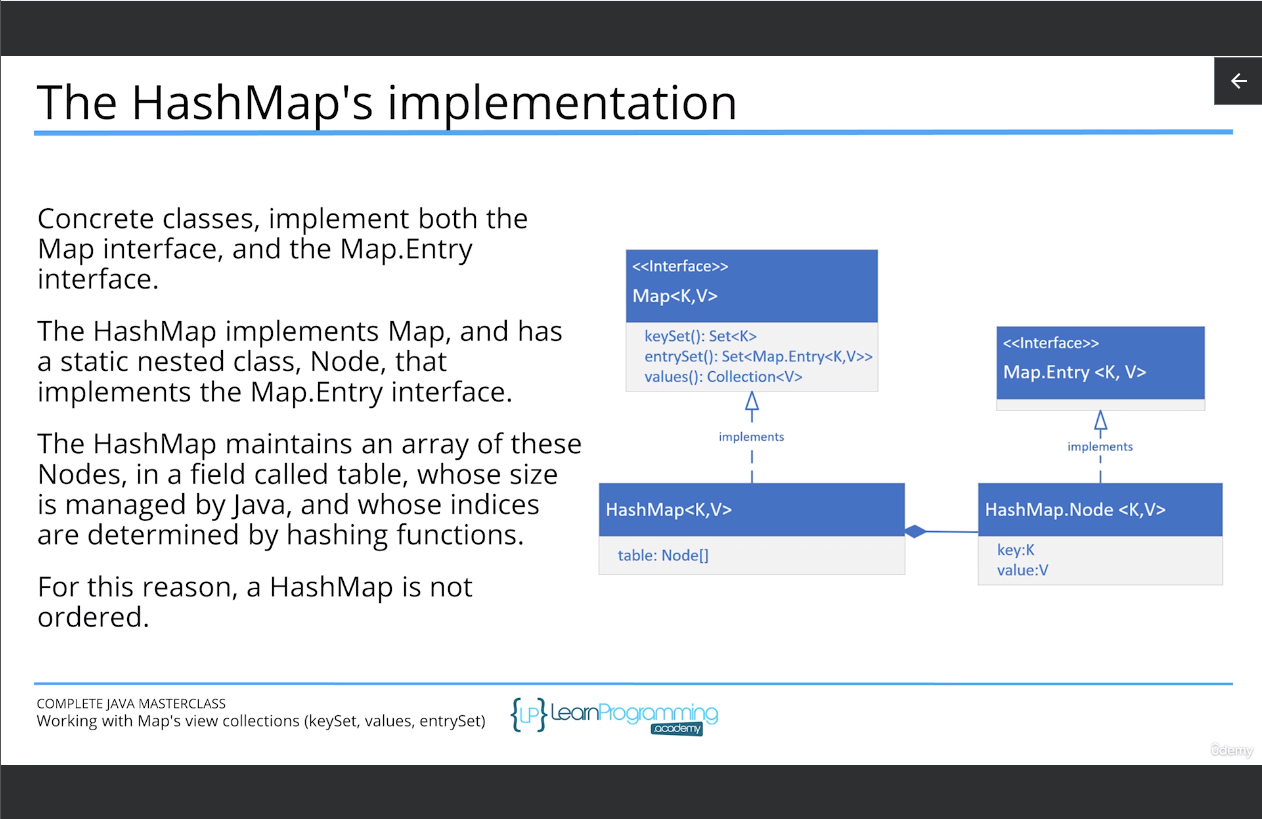 The HashMap's implementation
Concrete classes, implement both the
Map interface, and the Map.Entry
interface.
The HashMap implements Map, and has
a static nested class, Node, that
implements the Map.Entry interface.
The HashMap maintains an array of these
Nodes, in a field called table, whose size
is managed by Java, and whose indices
are determined by hashing functions.
For this reason, a HashMap is not
ordered.
<<Interface>>
Map<K,V>
keySet(): Set<K>
entrySet(): Set<Map.Entry<K,V>>
values(): Collection<V>
implements
HashMap<K,V>
table: Node[]
<<Interface>>
Map.Entry <K, V>
implements
HashMap.Node <K,V>
key:K
value:V
COMPLETE JAVA MASTERCLASS
Working with Map's view collections (keySet, values, entrySet)
{LP} LearnProgramming
.academy
ûdemy